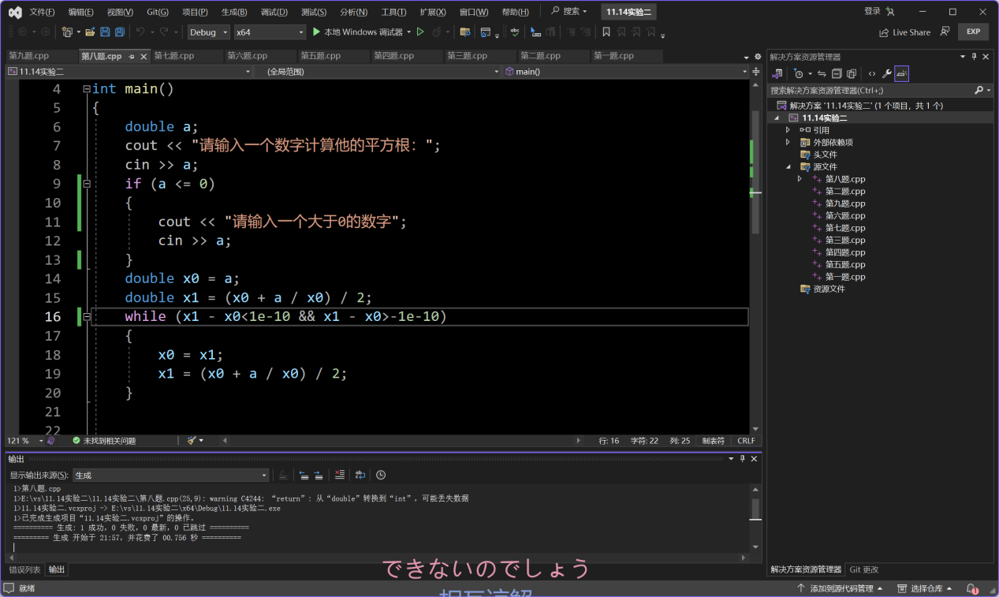 文件(F) 编辑(E) 视图(V) Git(G) 项目(P) 生成(B) 调试(D) 测试(S) 分析(N) 工具(T) 扩展(X) 窗口(W) 帮助(H) 搜索 11.14实验二 登录
Debug x64 本地 Windows 调试器 Live Share EXP
第九题.cpp 第八题.cpp 第七题.cpp 第六题.cpp 第五题.cpp 第四题.cpp 第三题.cpp 第二题.cpp 第一题.cpp
11.14实验二 (全局范围) main()
4 int main()
5 {
6 double a;
7 cout << "请输入一个数字计算他的平方根: ";
8 cin >> a;
9 if (a <= 0)
10 {
11 cout << "请输入一个大于0的数字";
12 cin >> a;
13 }
14 double x0 = a;
15 double x1 = (x0 + a / x0) / 2;
16 while (x1 - x0<1e-10 && x1 - x0>-1e-10)
17 {
18 x0 = x1;
19 x1 = (x0 + a / x0) / 2;
20 }
21
22
121 % 未找到相关问题 行: 16 字符: 22 列: 25 制表符 CRLF
输出
显示输出来源(S): 生成
1>第八题.cpp
1>E:\vs\11.14实验二\11.14实验二\第八题.cpp(25,9): warning C4244: “return”: 从“double”转换到“int”，可能丢失数据
1>11.14实验二.vcxproj -> E:\vs\11.14实验二\x64\Debug\11.14实验二.exe
1>已完成生成项目“11.14实验二.vcxproj”的操作。
========== 生成: 1 成功，0 失败，0 最新，0 已跳过 ==========
========= 生成 开始于 21:57，并花费了 00.756 秒 ==========
错误列表 输出
解决方案资源管理器
搜索解决方案资源管理器(Ctrl+;)
解决方案 '11.14实验二' (1 个项目，共 1 个)
11.14实验二
引用
外部依赖项
头文件
源文件
第八题.cpp
第二题.cpp
第九题.cpp
第六题.cpp
第七题.cpp
第三题.cpp
第四题.cpp
第五题.cpp
第一题.cpp
资源文件
解决方案资源管理器 Git 更改
できないのでしょう
就绪 添加到源代码管理 选择仓库 1